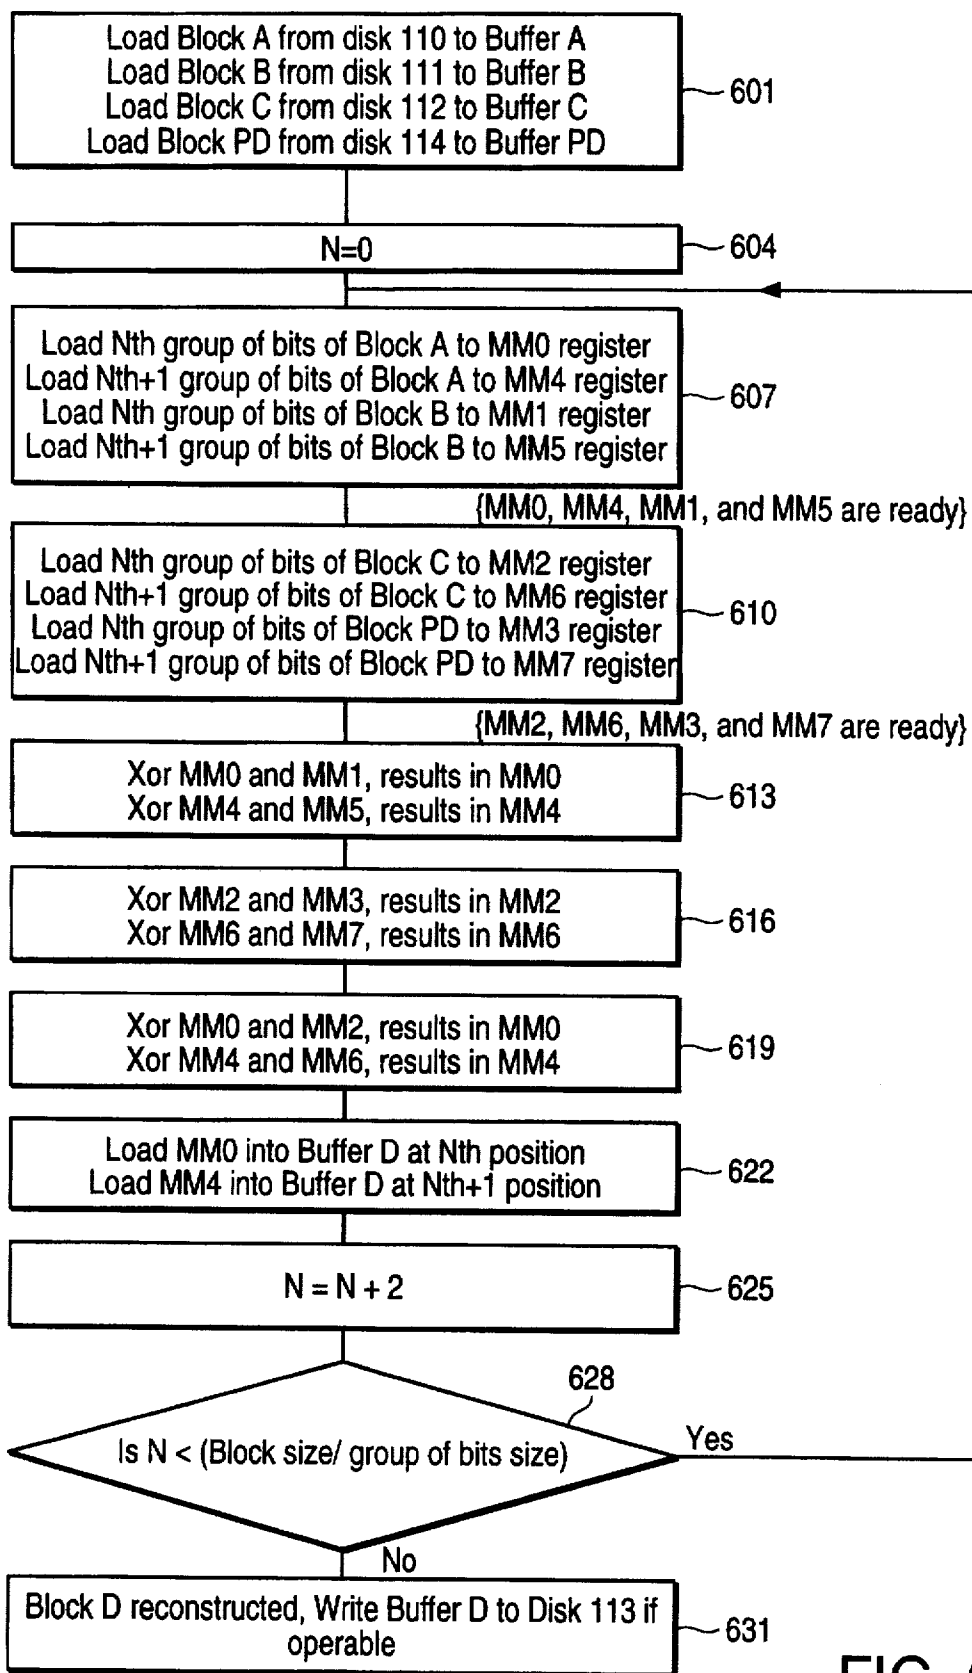 Load Block A from disk 110 to Buffer A
Load Block B from disk 111 to Buffer B
Load Block C from disk 112 to Buffer C
Load Block PD from disk 114 to Buffer PD
601
N=0
604
Load Nth group of bits of Block A to MM0 register
Load Nth+1 group of bits of Block A to MM4 register
Load Nth group of bits of Block B to MM1 register
Load Nth+1 group of bits of Block B to MM5 register
607
{MM0, MM4, MM1, and MM5 are ready}
Load Nth group of bits of Block C to MM2 register
Load Nth+1 group of bits of Block C to MM6 register
Load Nth group of bits of Block PD to MM3 register
Load Nth+1 group of bits of Block PD to MM7 register
610
{MM2, MM6, MM3, and MM7 are ready}
Xor MM0 and MM1, results in MM0
Xor MM4 and MM5, results in MM4
613
Xor MM2 and MM3, results in MM2
Xor MM6 and MM7, results in MM6
616
Xor MM0 and MM2, results in MM0
Xor MM4 and MM6, results in MM4
619
Load MM0 into Buffer D at Nth position
Load MM4 into Buffer D at Nth+1 position
622
N = N + 2
625
628
Is N < (Block size/ group of bits size)
Yes
No
Block D reconstructed, Write Buffer D to Disk 113 if
operable
631
FIG.